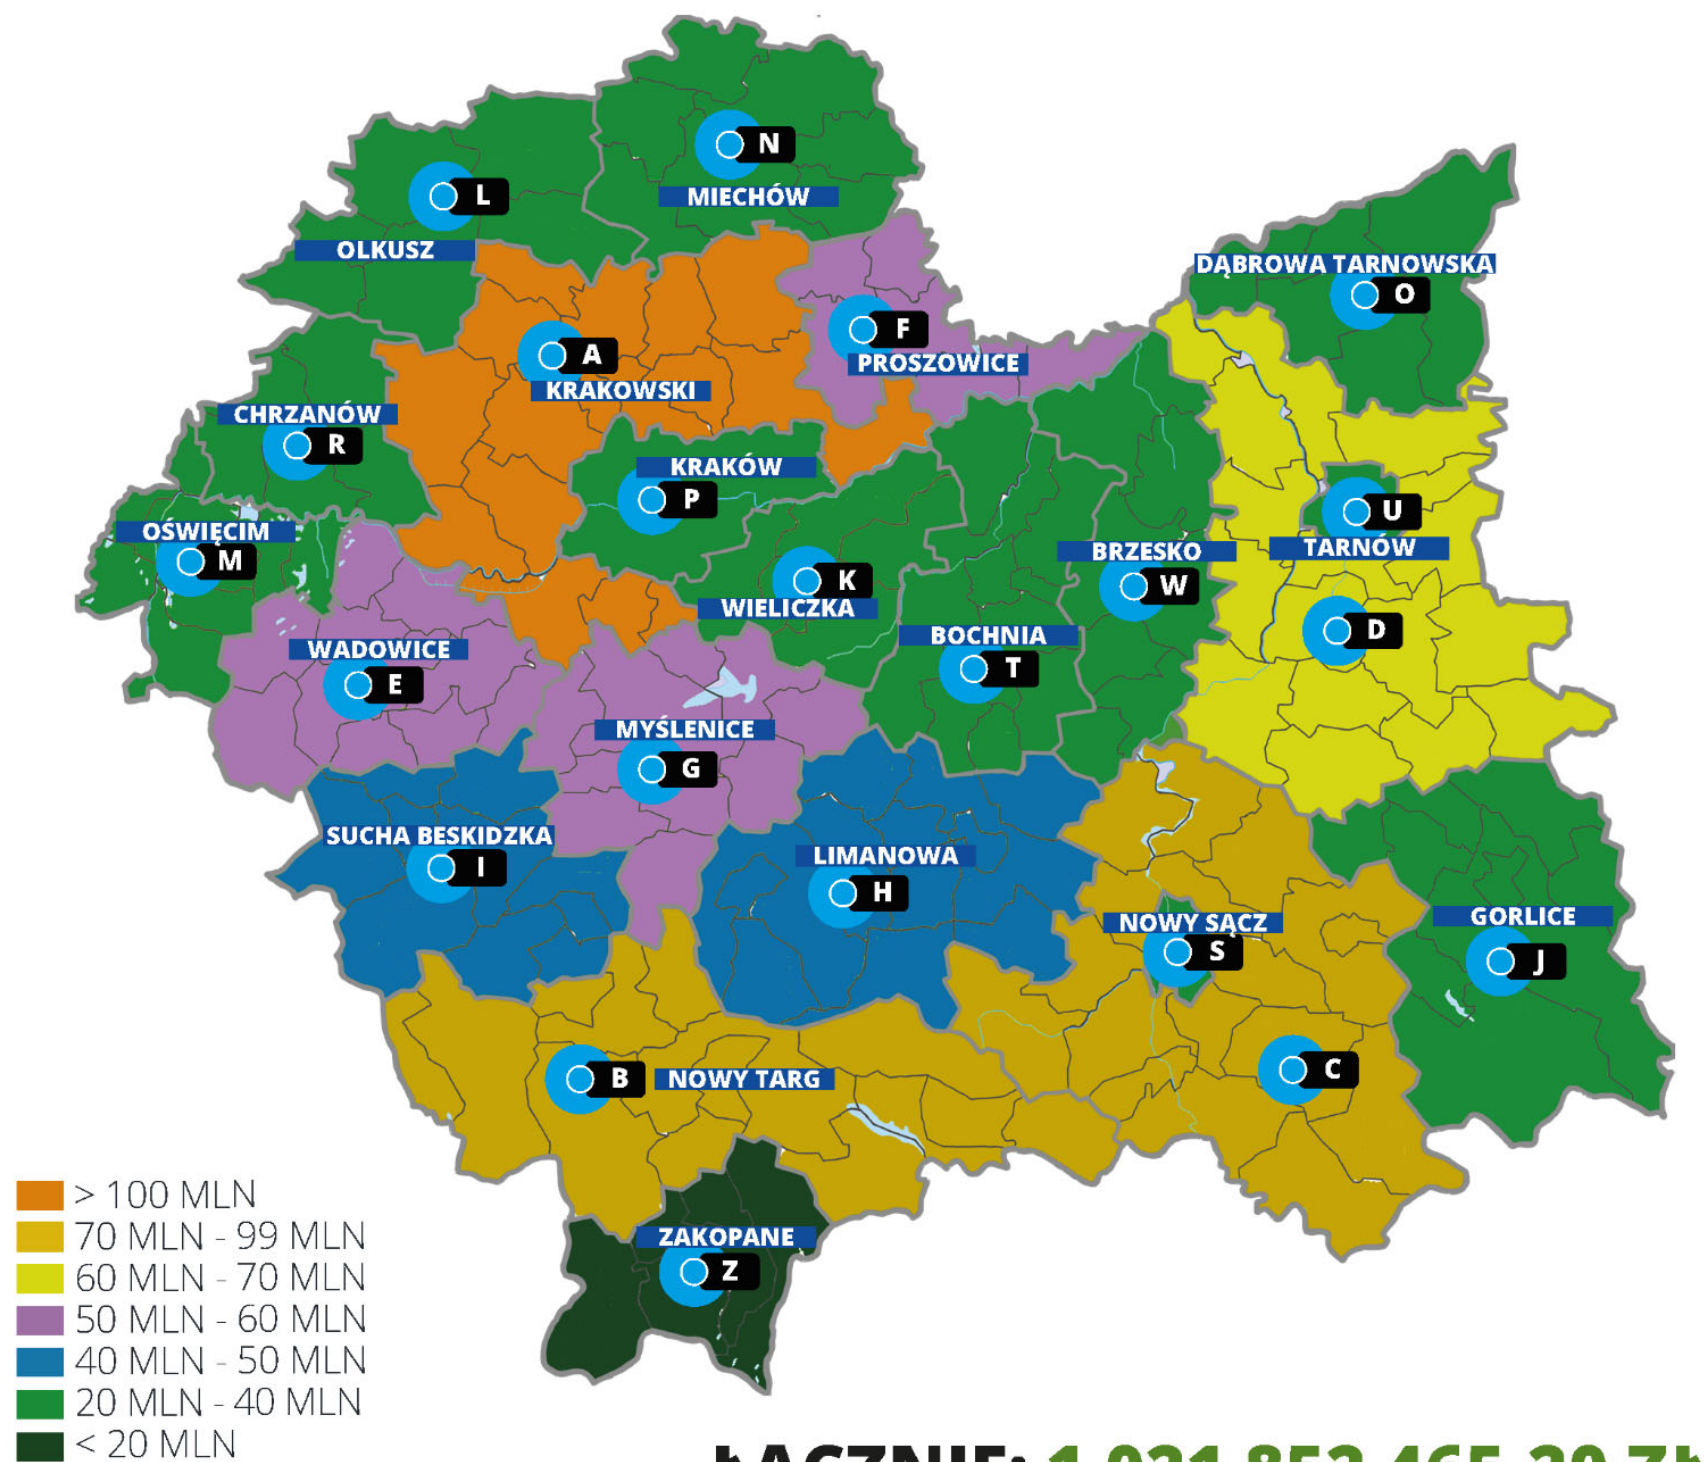 N
MIECHÓW
L
OLKUSZ
DĄBROWA TARNOWSKA
O
F
PROSZOWICE
A
KRAKOWSKI
CHRZANÓW
R
KRAKÓW
P
U
TARNÓW
OŚWIĘCIM
M
BRZESKO
W
K
WIELICZKA
D
BOCHNIA
T
WADOWICE
E
MYŚLENICE
G
SUCHA BESKIDZKA
I
LIMANOWA
H
NOWY SĄCZ
S
GORLICE
J
B
NOWY TARG
C
ZAKOPANE
Z
> 100 MLN
70 MLN - 99 MLN
60 MLN - 70 MLN
50 MLN - 60 MLN
40 MLN - 50 MLN
20 MLN - 40 MLN
< 20 MLN
ŁĄCZNIE: